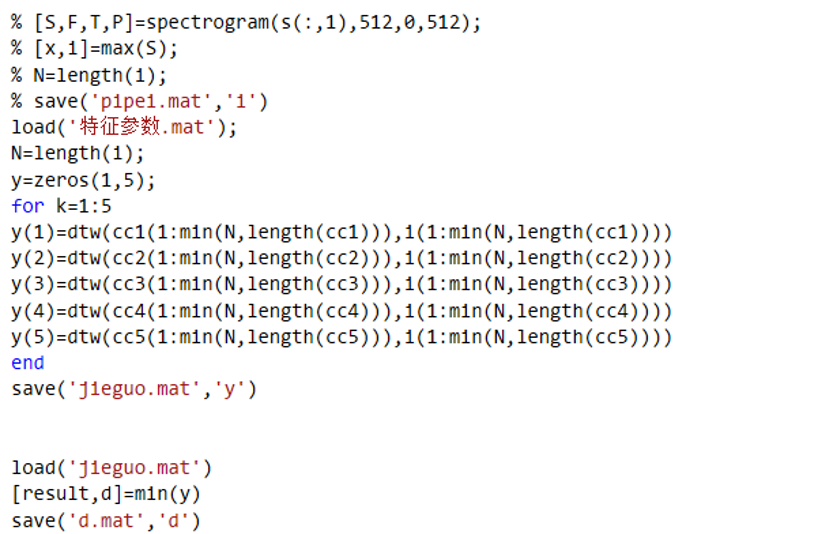 % [S,F,T,P]=spectrogram(s(:,1),512,0,512);
% [x,i]=max(S);
% N=length(i);
% save('pipei.mat','i')
load('特征参数.mat');
N=length(i);
y=zeros(1,5);
for k=1:5
y(1)=dtw(cc1(1:min(N,length(cc1))),i(1:min(N,length(cc1))))
y(2)=dtw(cc2(1:min(N,length(cc2))),i(1:min(N,length(cc2))))
y(3)=dtw(cc3(1:min(N,length(cc3))),i(1:min(N,length(cc3))))
y(4)=dtw(cc4(1:min(N,length(cc4))),i(1:min(N,length(cc4))))
y(5)=dtw(cc5(1:min(N,length(cc5))),i(1:min(N,length(cc5))))
end
save('jieguo.mat','y')
load('jieguo.mat')
[result,d]=min(y)
save('d.mat','d')